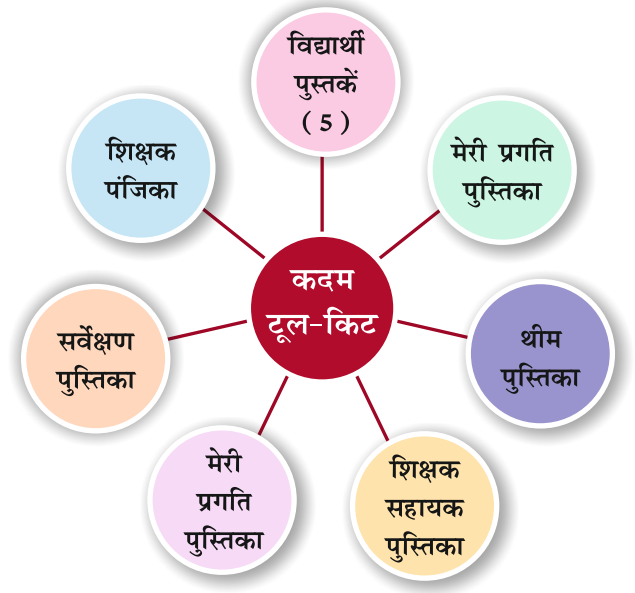 विद्यार्थी
पुस्तकें
( 5 )
मेरी प्रगति
पुस्तिका
थीम
पुस्तिका
शिक्षक
सहायक
पुस्तिका
मेरी
प्रगति
पुस्तिका
सर्वेक्षण
पुस्तिका
शिक्षक
पंजिका
कदम
टूल-किट